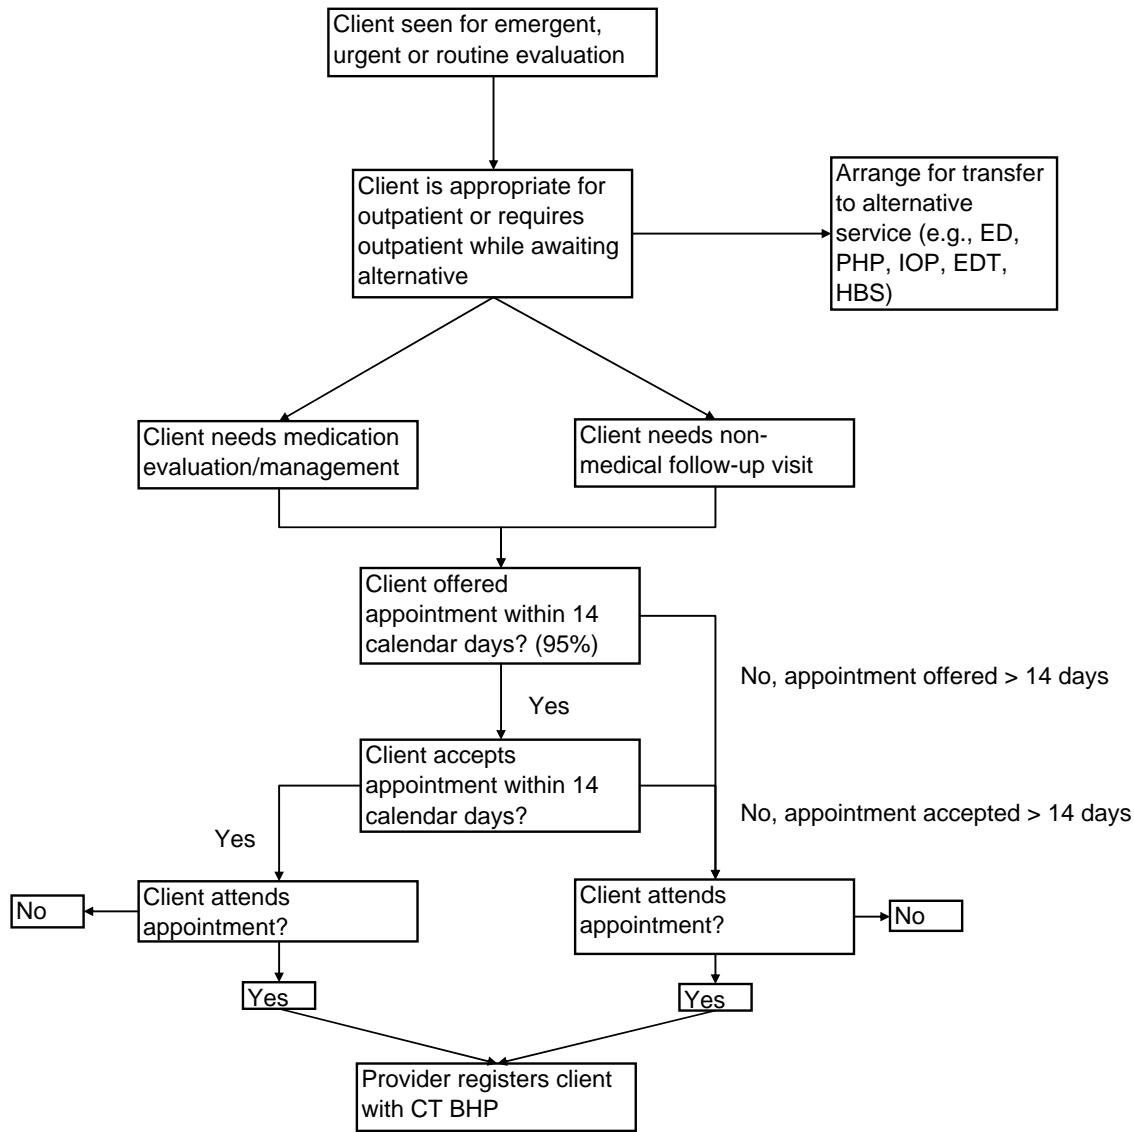 Client seen for emergent,
urgent or routine evaluation
Client is appropriate for
outpatient or requires
outpatient while awaiting
alternative
Arrange for transfer
to alternative
service (e.g., ED,
PHP, IOP, EDT,
HBS)
Client needs medication
evaluation/management
Client needs non-
medical follow-up visit
Client offered
appointment within 14
calendar days? (95%)
No, appointment offered > 14 days
Yes
Client accepts
appointment within 14
calendar days?
No, appointment accepted > 14 days
Yes
No
Client attends
appointment?
Client attends
appointment?
No
Yes
Yes
Provider registers client
with CT BHP